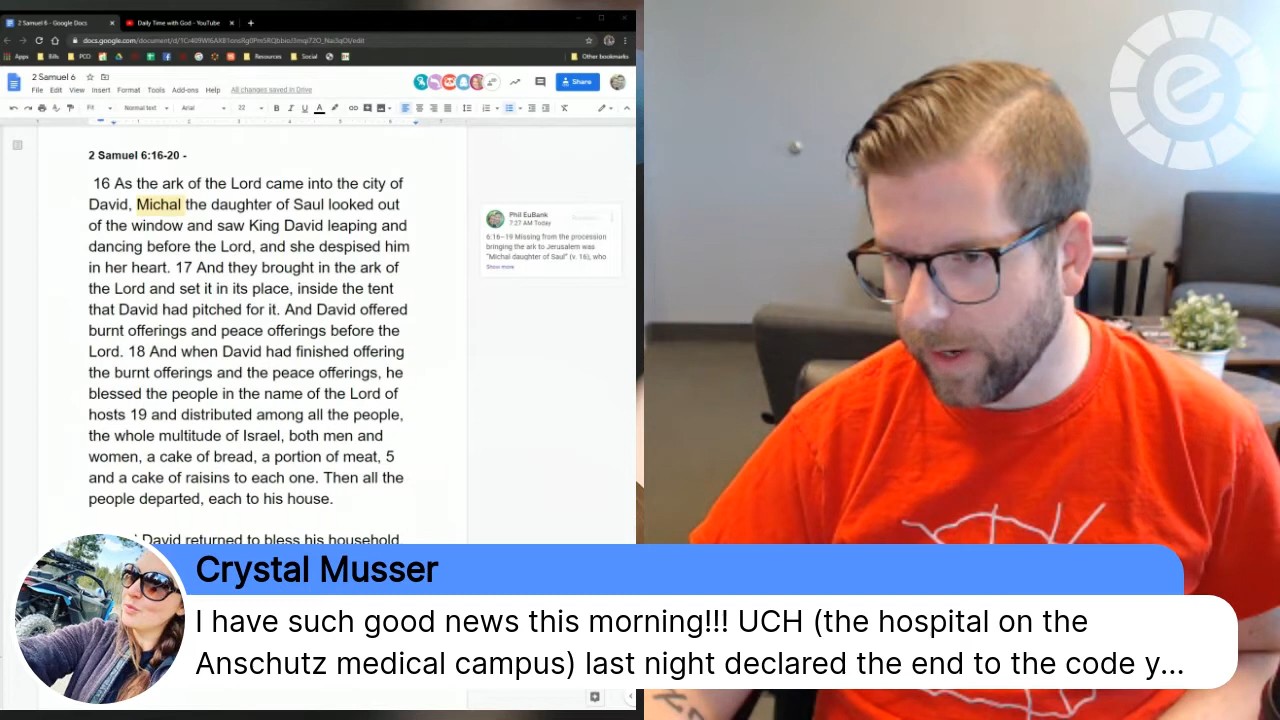 2 Samuel 6 - Google Docs
Daily Time with God - YouTube
Apps Bills PCO Resources Social Other bookmarks
2 Samuel 6
File Edit View Insert Format Tools Add-ons Help All changes saved in Drive
Share
Fit Normal text Arial 22
2 Samuel 6:16-20 -
16 As the ark of the Lord came into the city of
David, Michal the daughter of Saul looked out
of the window and saw King David leaping and
dancing before the Lord, and she despised him
in her heart. 17 And they brought in the ark of
the Lord and set it in its place, inside the tent
that David had pitched for it. And David offered
burnt offerings and peace offerings before the
Lord. 18 And when David had finished offering
the burnt offerings and the peace offerings, he
blessed the people in the name of the Lord of
hosts 19 and distributed among all the people,
the whole multitude of Israel, both men and
women, a cake of bread, a portion of meat, 5
and a cake of raisins to each one. Then all the
people departed, each to his house.
David returned to bless his household
Phil EuBank
7:27 AM Today
6:16–19 Missing from the procession
bringing the ark to Jerusalem was
"Michal daughter of Saul" (v. 16), who
Show more
Crystal Musser
I have such good news this morning!!! UCH (the hospital on the
Anschutz medical campus) last night declared the end to the code y...